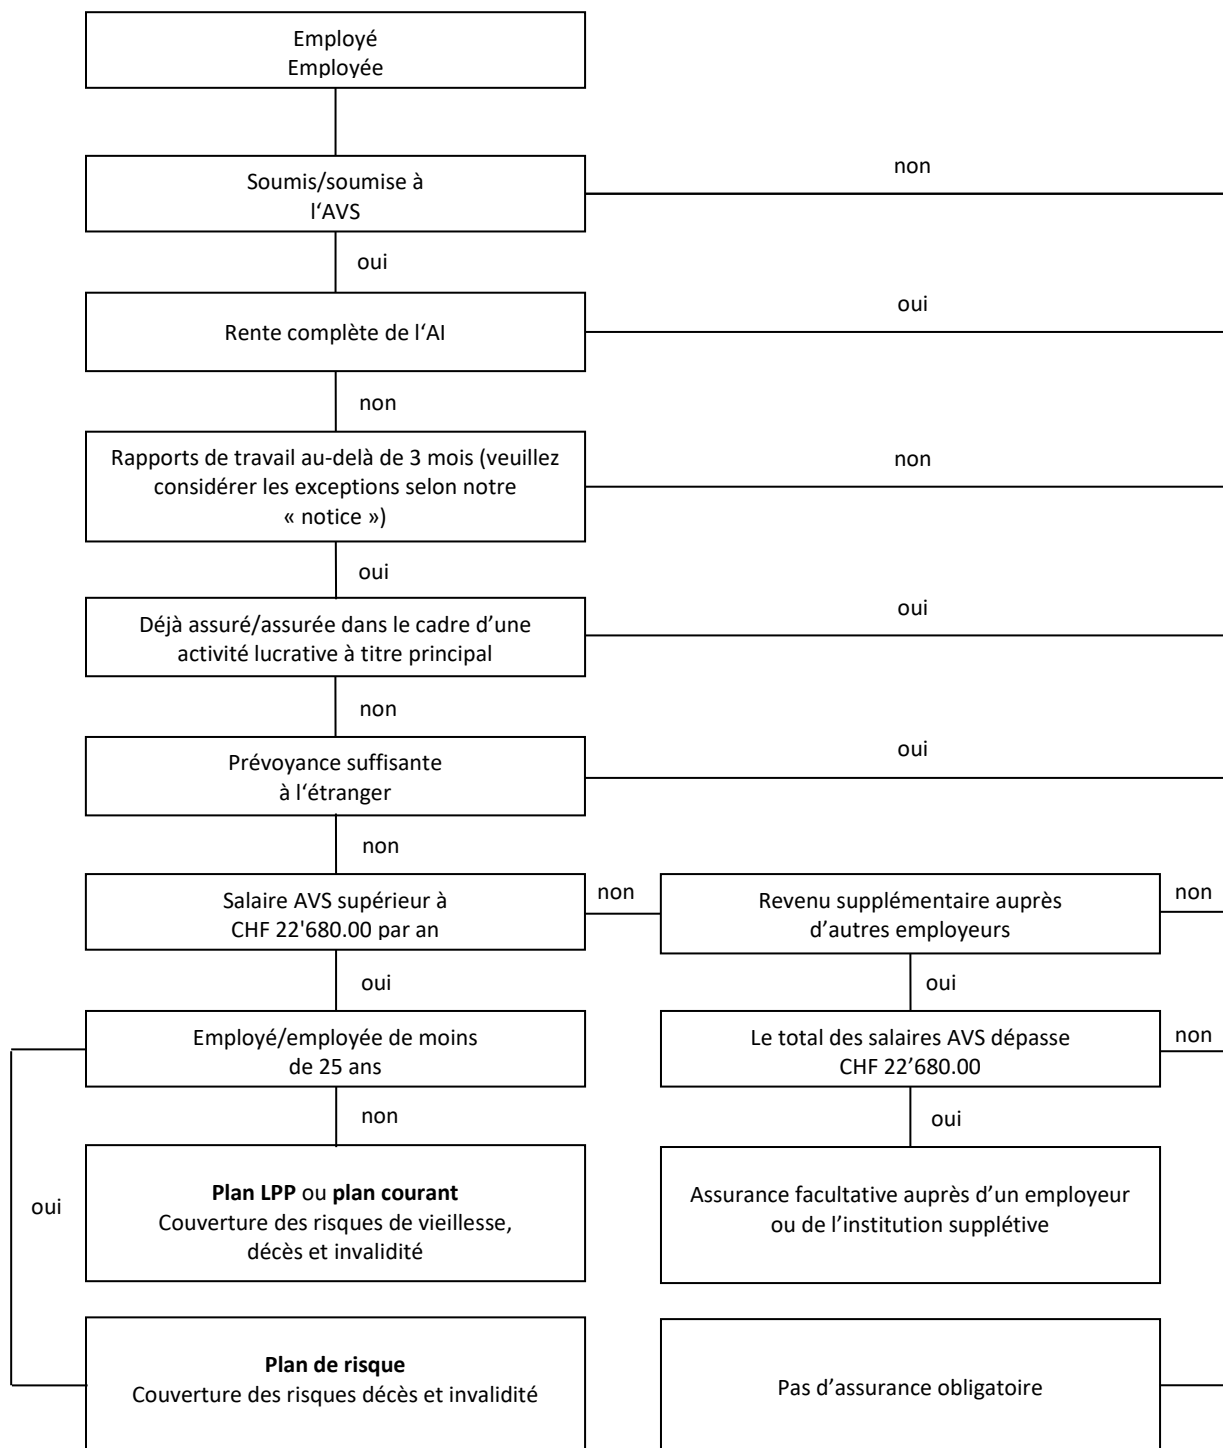 Employé
Employée
Soumis/soumise à
l‘AVS
non
oui
Rente complète de l‘AI
oui
non
Rapports de travail au-delà de 3 mois (veuillez
considérer les exceptions selon notre
« notice »)
non
oui
Déjà assuré/assurée dans le cadre d’une
activité lucrative à titre principal
oui
non
Prévoyance suffisante
à l‘étranger
oui
non
Salaire AVS supérieur à
CHF 22'680.00 par an
non
Revenu supplémentaire auprès
d’autres employeurs
non
oui
oui
Employé/employée de moins
de 25 ans
Le total des salaires AVS dépasse
CHF 22’680.00
non
non
oui
oui
Plan LPP ou plan courant
Couverture des risques de vieillesse,
décès et invalidité
Assurance facultative auprès d’un employeur
ou de l’institution supplétive
Plan de risque
Couverture des risques décès et invalidité
Pas d’assurance obligatoire